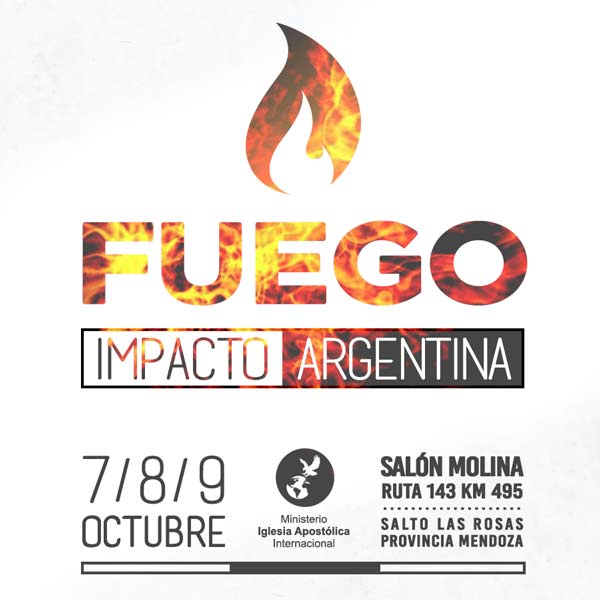 FUEGO
IMPACTO ARGENTINA
7/8/9
OCTUBRE
Ministerio
Iglesia Apostólica
Internacional
SALÓN MOLINA
RUTA 143 KM 495
SALTO LAS ROSAS
PROVINCIA MENDOZA